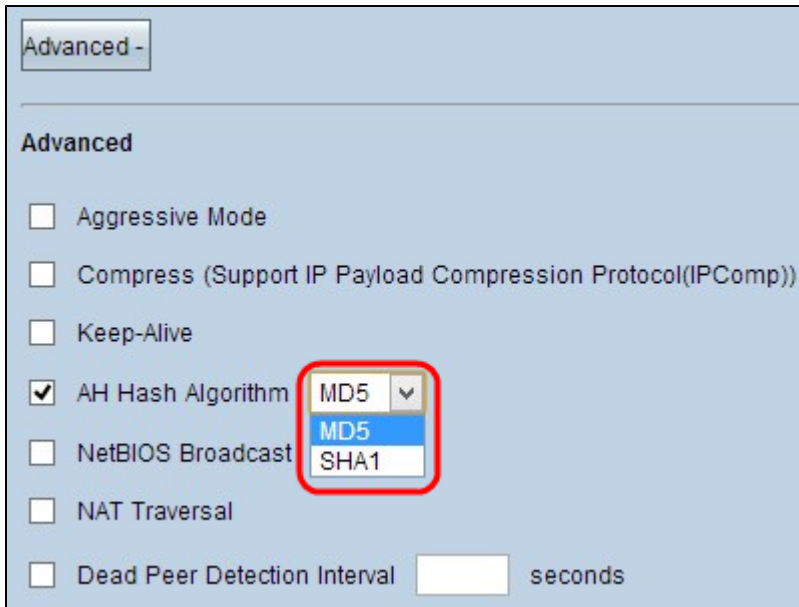 Advanced -
Advanced
Aggressive Mode
Compress (Support IP Payload Compression Protocol(IPComp))
Keep-Alive
AH Hash Algorithm MD5
MD5
SHA1
NetBIOS Broadcast
NAT Traversal
Dead Peer Detection Interval seconds